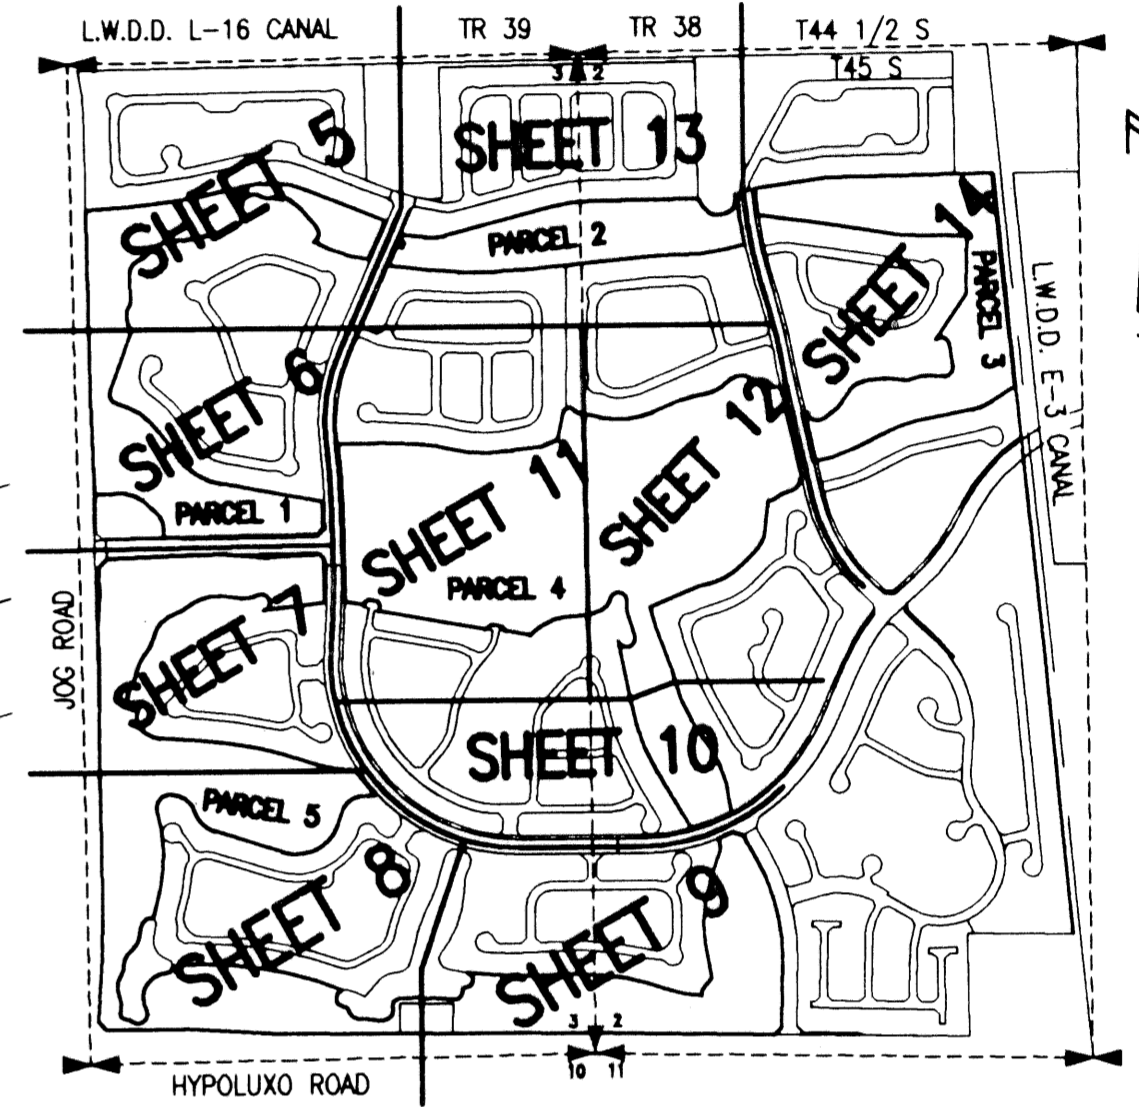 L.W.D.D. L-16 CANAL
TR 39
TR 38
T44 1/2 S
T45 S
3 2
SHEET 5
SHEET 13
SHEET 14
PARCEL 2
PARCEL 3
L.W.D.D. E-3 CANAL
SHEET 6
SHEET 11
SHEET 12
PARCEL 1
PARCEL 4
JOG ROAD
SHEET 7
SHEET 10
PARCEL 5
SHEET 8
SHEET 9
3 2
10 11
HYPOLUXO ROAD